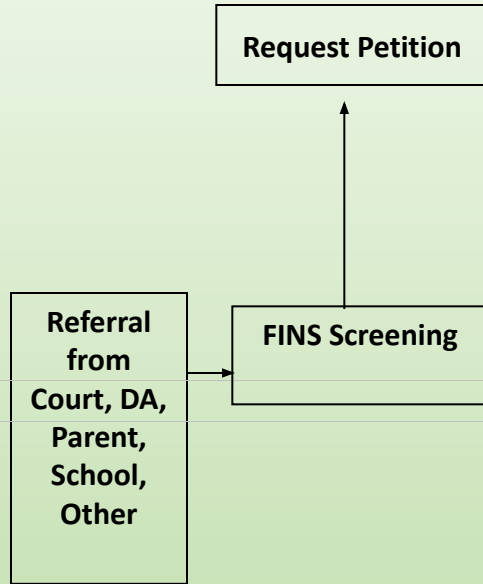 Request Petition
Referral
from
Court, DA,
Parent,
School,
Other
FINS Screening